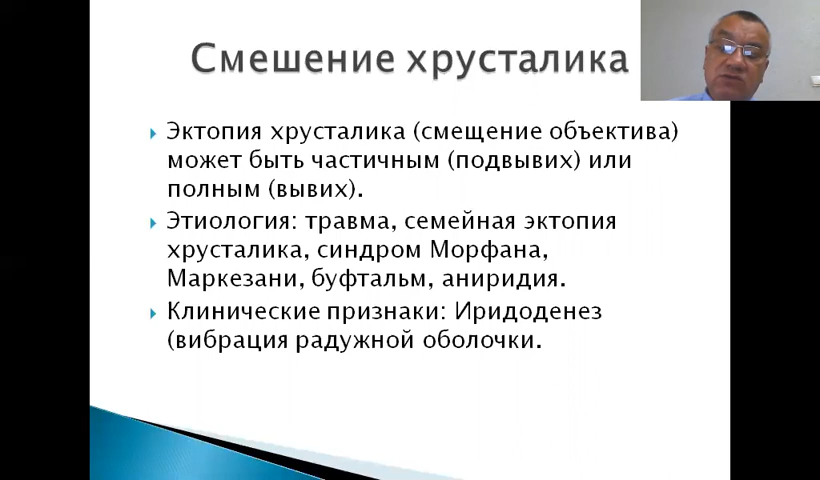 Смешение хрусталика
Эктопия хрусталика (смещение объектива)
может быть частичным (подвывих) или
полным (вывих).
Этиология: травма, семейная эктопия
хрусталика, синдром Морфана,
Маркезани, буфтальм, аниридия.
Клинические признаки: Иридоденез
(вибрация радужной оболочки.